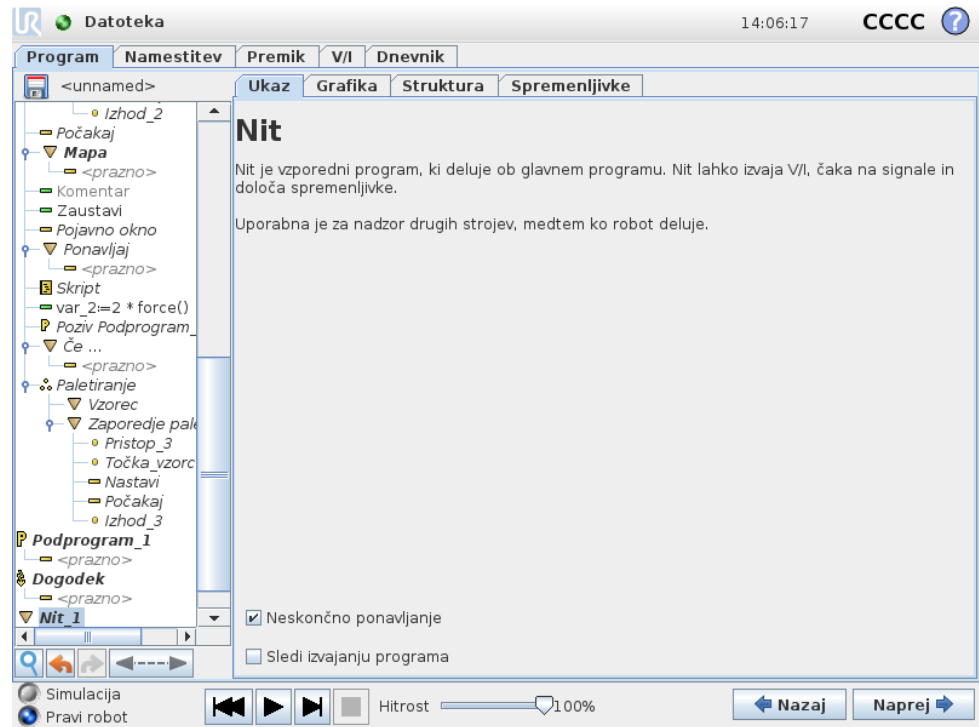 UR Datoteka 14:06:17 CCCC ?
Program Namestitev Premik V/I Dnevnik
<unnamed> Ukaz Grafika Struktura Spremenljivke
Izhod_2
Počakaj
Mapa
<prazno>
Komentar
Zaustavi
Pojavno okno
Ponavljaj
<prazno>
Skript
var_2:=2 * force()
Poziv Podprogram_
Če ...
<prazno>
Paletiranje
Vzorec
Zaporedje pale
Pristop_3
Točka_vzorc
Nastavi
Počakaj
Izhod_3
Podprogram_1
<prazno>
Dogodek
<prazno>
Nit_1
Nit
Nit je vzporedni program, ki deluje ob glavnem programu. Nit lahko izvaja V/I, čaka na signale in
določa spremenljivke.
Uporabna je za nadzor drugih strojev, medtem ko robot deluje.
Neskončno ponavljanje
Sledi izvajanju programa
Simulacija
Pravi robot
Hitrost 100%
Nazaj Naprej